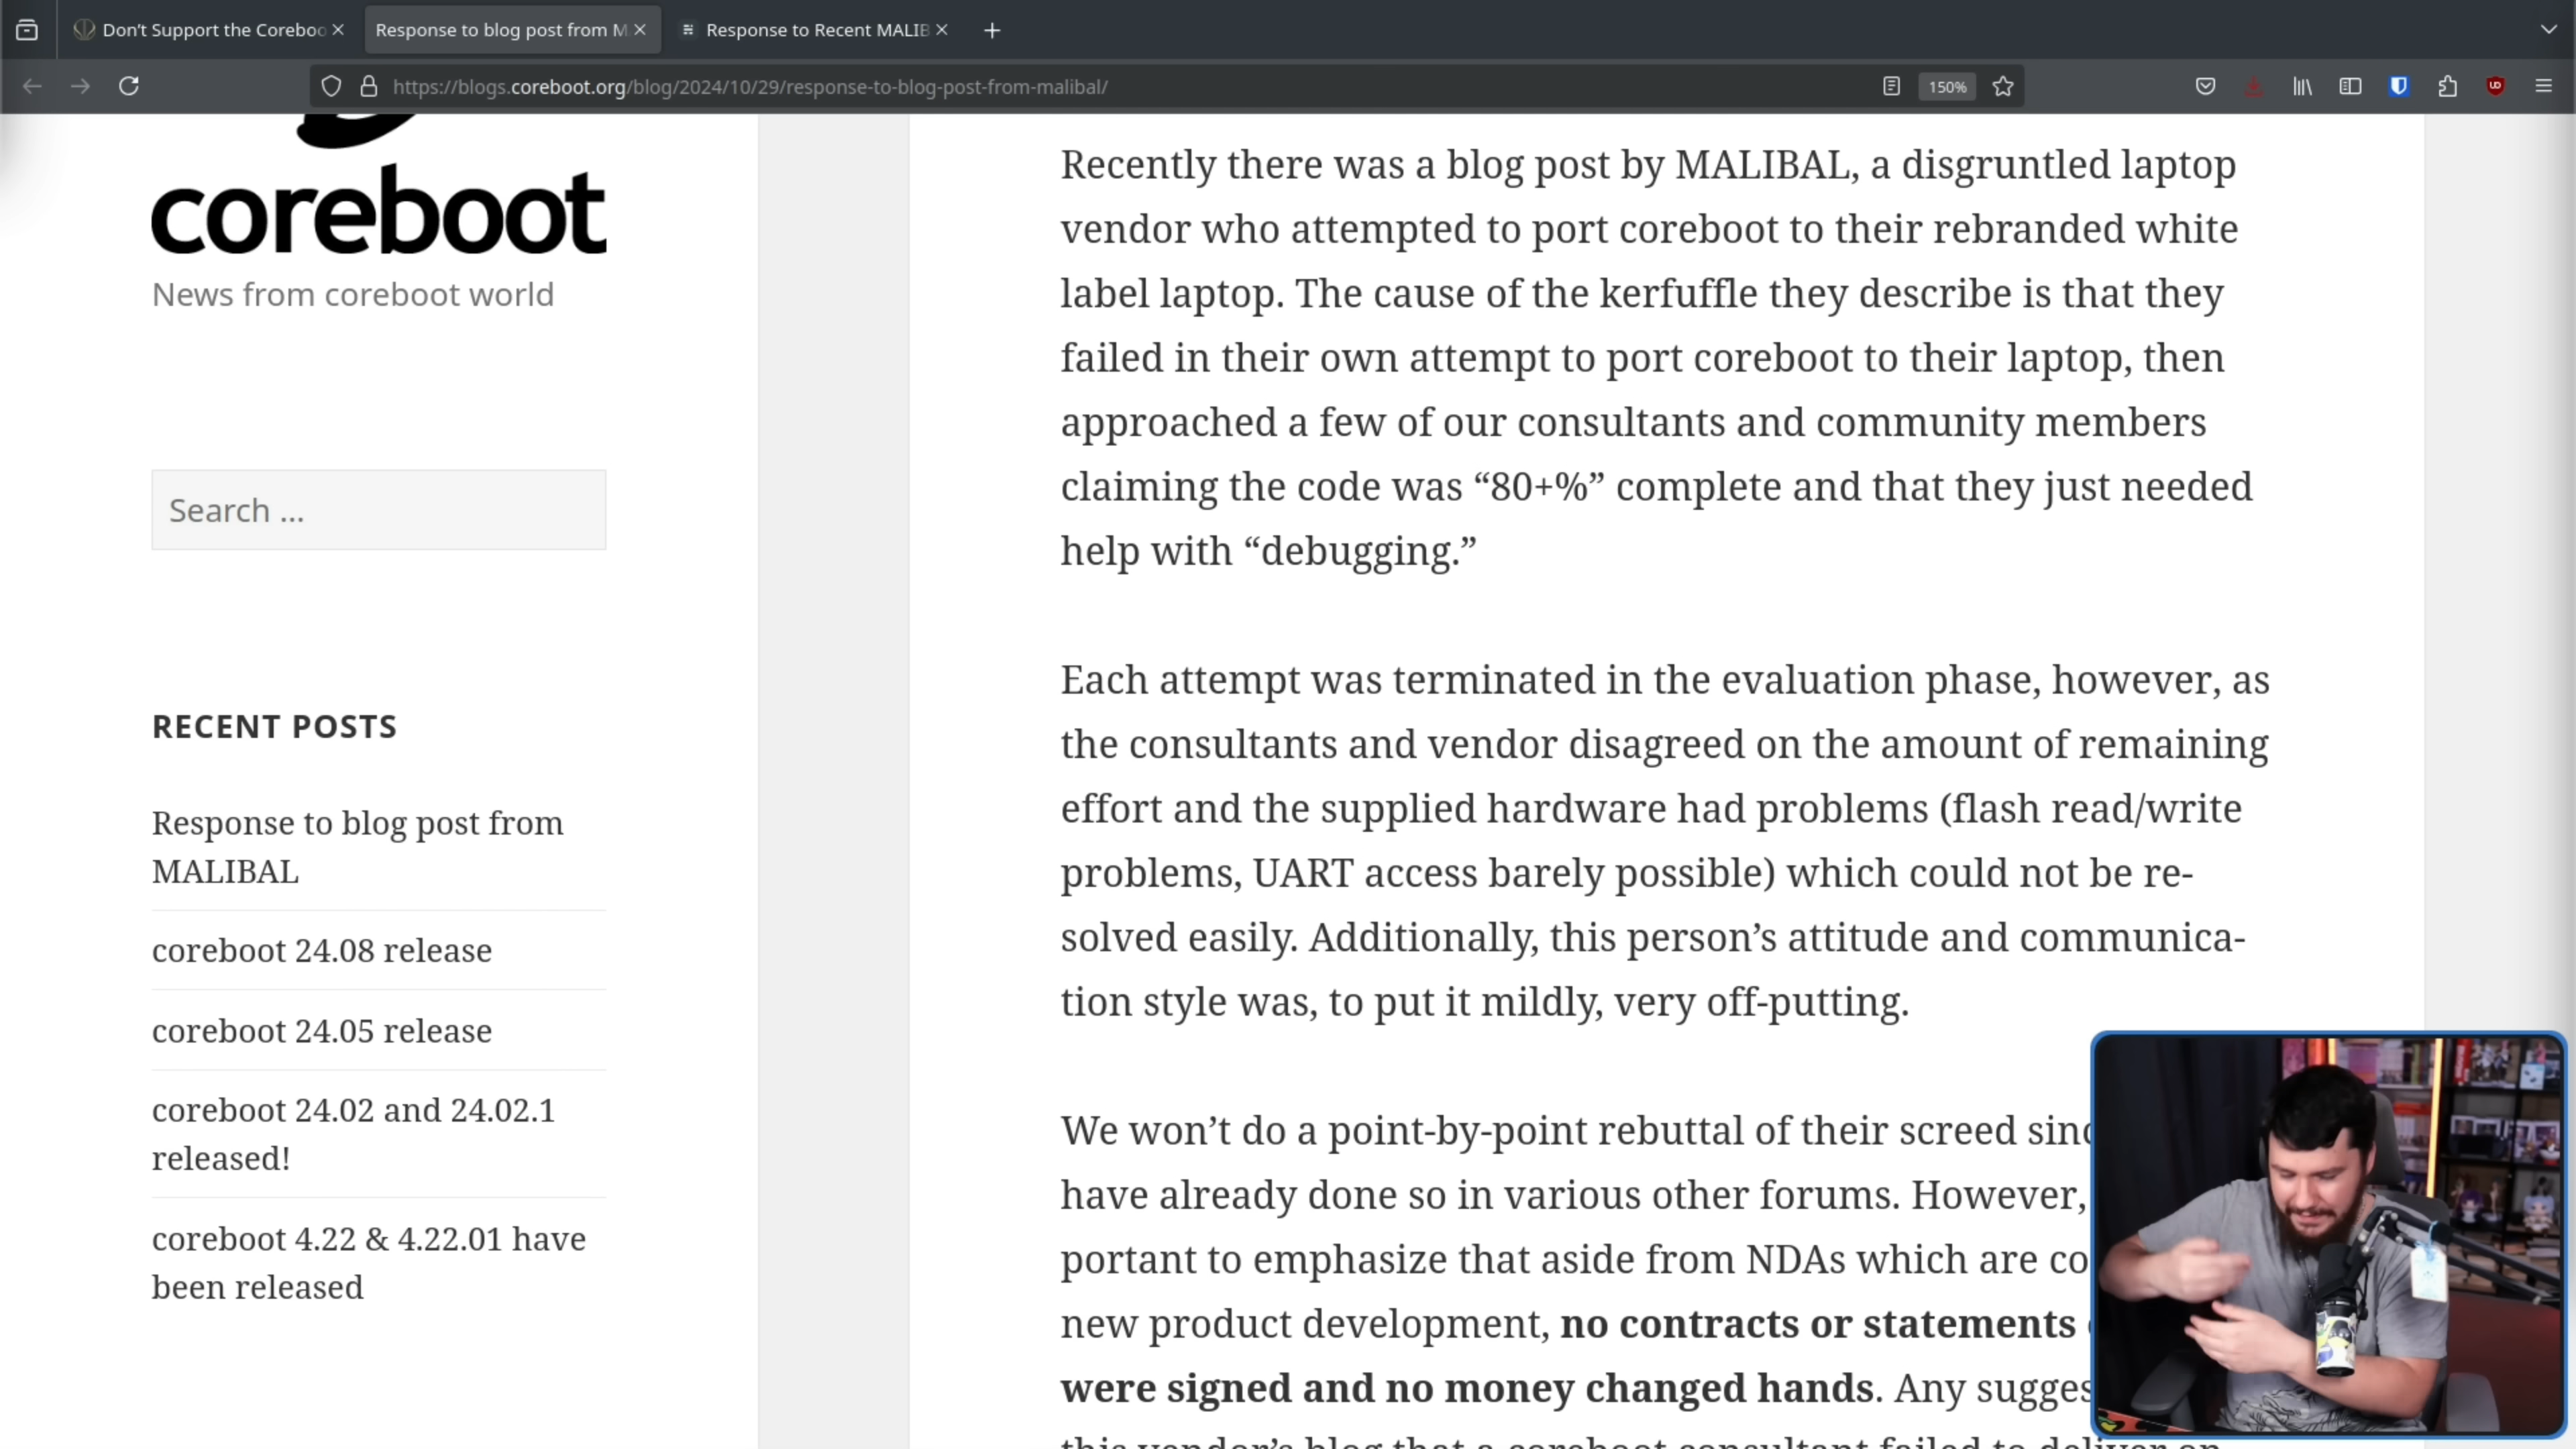 Don't Support the Coreboo
Response to blog post from M
Response to Recent MALIB
https://blogs.coreboot.org/blog/2024/10/29/response-to-blog-post-from-malibal/
150%
coreboot
News from coreboot world
Search ...
RECENT POSTS
Response to blog post from
MALIBAL
coreboot 24.08 release
coreboot 24.05 release
coreboot 24.02 and 24.02.1
released!
coreboot 4.22 & 4.22.01 have
been released
Recently there was a blog post by MALIBAL, a disgruntled laptop
vendor who attempted to port coreboot to their rebranded white
label laptop. The cause of the kerfuffle they describe is that they
failed in their own attempt to port coreboot to their laptop, then
approached a few of our consultants and community members
claiming the code was “80+%” complete and that they just needed
help with “debugging.”
Each attempt was terminated in the evaluation phase, however, as
the consultants and vendor disagreed on the amount of remaining
effort and the supplied hardware had problems (flash read/write
problems, UART access barely possible) which could not be re-
solved easily. Additionally, this person’s attitude and communica-
tion style was, to put it mildly, very off-putting.
We won’t do a point-by-point rebuttal of their screed sinc
have already done so in various other forums. However,
portant to emphasize that aside from NDAs which are co
new product development, no contracts or statements
were signed and no money changed hands. Any sugges
this vendor’s blog that a coreboot consultant failed to deliver on